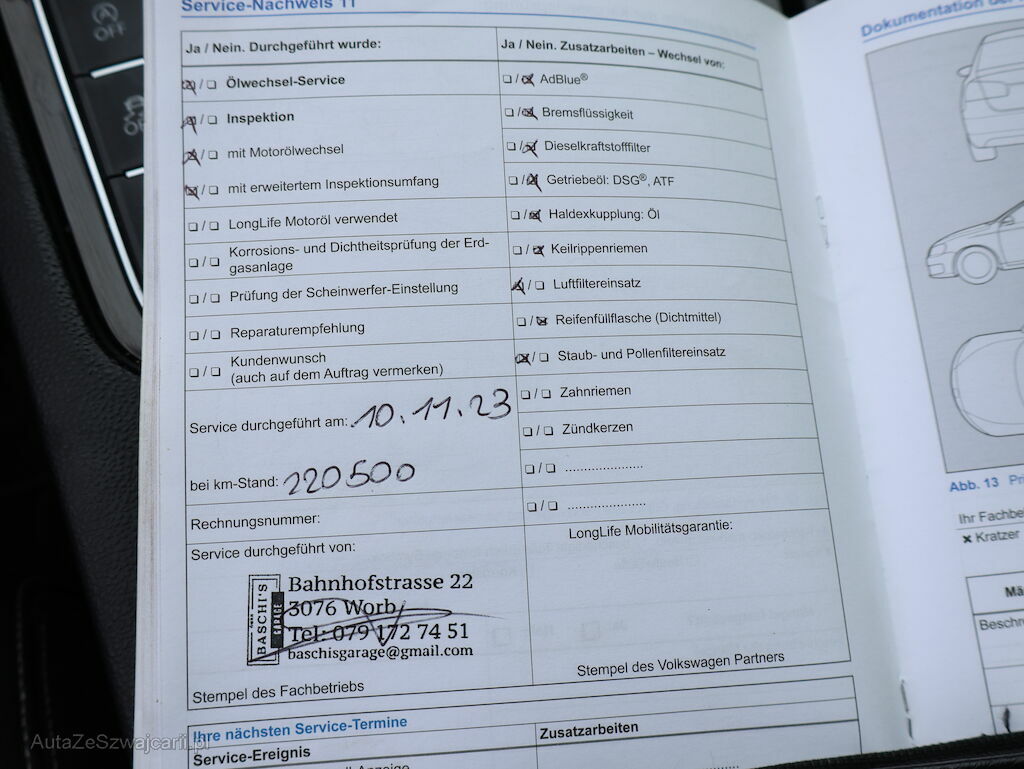 OFF
Service-Nachweis 11
Ja / Nein. Durchgeführt wurde:
Ölwechsel-Service
Inspektion
mit Motorölwechsel
mit erweitertem Inspektionsumfang
LongLife Motoröl verwendet
Korrosions- und Dichtheitsprüfung der Erd-
gasanlage
Prüfung der Scheinwerfer-Einstellung
Reparaturempfehlung
Kundenwunsch
(auch auf dem Auftrag vermerken)
Service durchgeführt am: 10.11.23
bei km-Stand: 220500
Rechnungsnummer:
Service durchgeführt von:
BASCHI'S
GARAGE
Bahnhofstrasse 22
3076 Worb
Tel: 079 172 74 51
baschisgarage@gmail.com
Stempel des Fachbetriebs
Ja / Nein. Zusatzarbeiten – Wechsel von:
AdBlue®
Bremsflüssigkeit
Dieselkraftstofffilter
Getriebeöl: DSG®, ATF
Haldexkupplung: Öl
Keilrippenriemen
Luftfiltereinsatz
Reifenfüllflasche (Dichtmittel)
Staub- und Pollenfiltereinsatz
Zahnriemen
Zündkerzen
LongLife Mobilitätsgarantie:
Stempel des Volkswagen Partners
Ihre nächsten Service-Termine
Service-Ereignis
Zusatzarbeiten
Dokumentation der
Abb. 13
Ihr Fachbe
Kratzer
Mä
Beschr
AutaZeSzwajcarii.pl